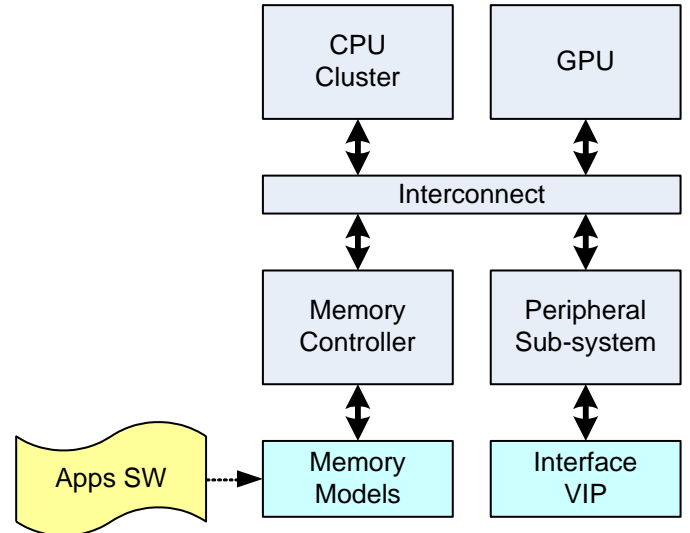 CPU
Cluster
GPU
Interconnect
Memory
Controller
Peripheral
Sub-system
Apps SW
Memory
Models
Interface
VIP